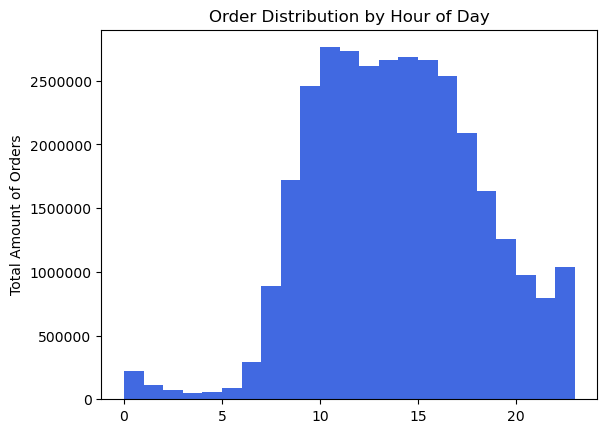 Order Distribution by Hour of Day
Total Amount of Orders
2500000
2000000
1500000
1000000
500000
0
0 5 10 15 20